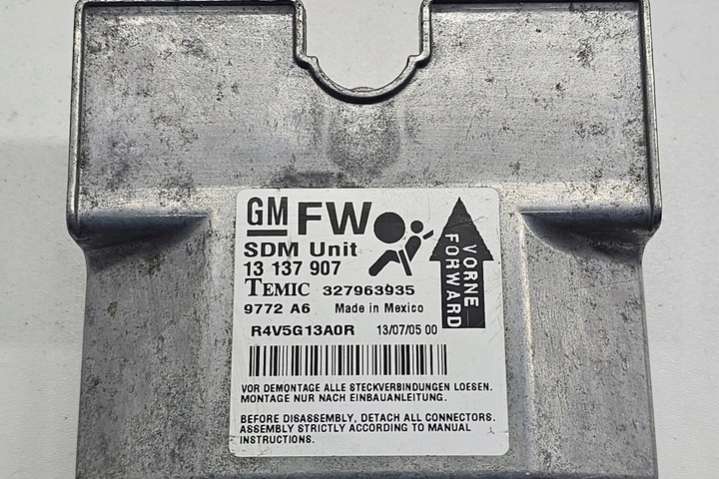 GM FW
SDM Unit
13 137 907
TEMIC 327963935
9772 A6 Made in Mexico
R4V5G13A0R 13/07/05 00
VORNE
FORWARD
VOR DEMONTAGE ALLE STECKVERBINDUNGEN LOESEN.
MONTAGE NUR NACH EINBAUANLEITUNG.
BEFORE DISASSEMBLY, DETACH ALL CONNECTORS.
ASSEMBLY STRICTLY ACCORDING TO MANUAL
INSTRUCTIONS.